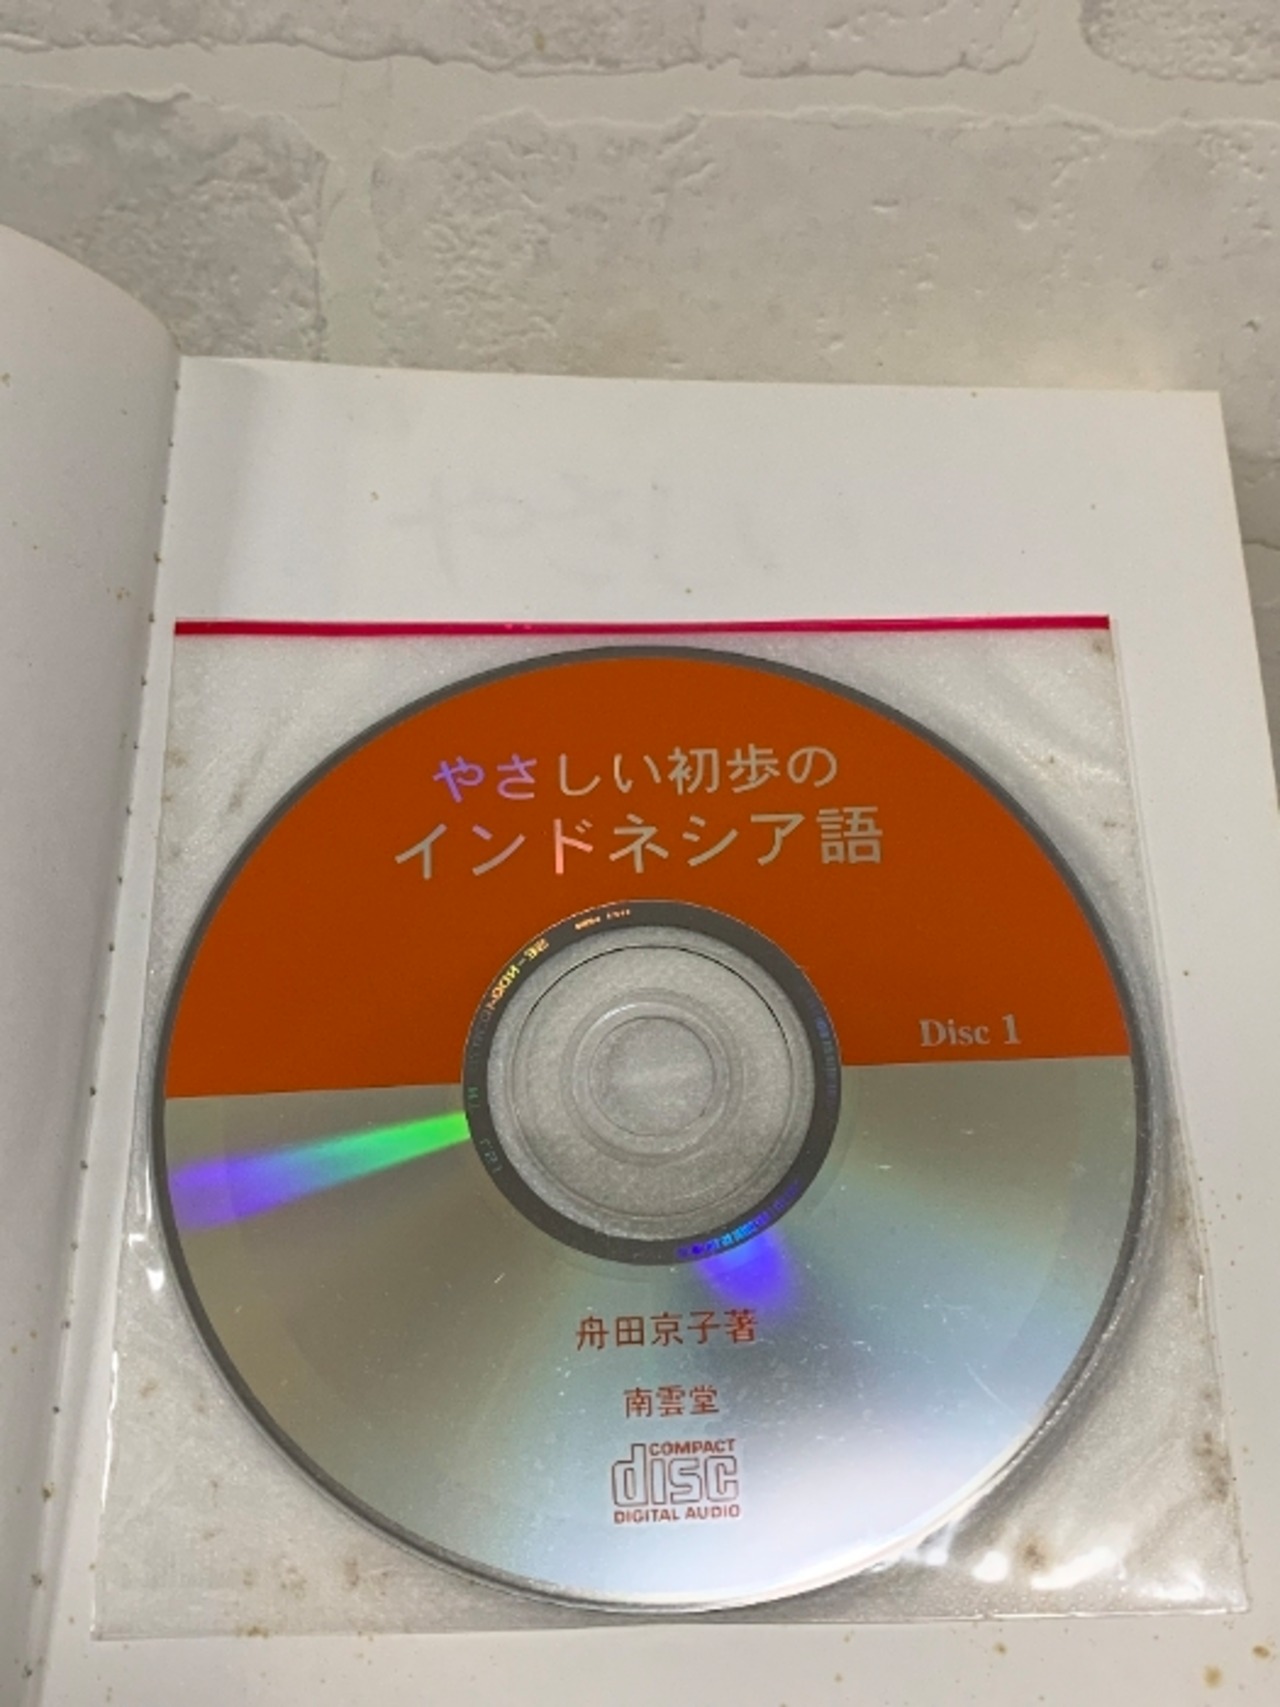 やさしい初歩の
インドネシア語
Disc 1
舟田京子著
南雲堂
COMPACT
disc
DIGITAL AUDIO